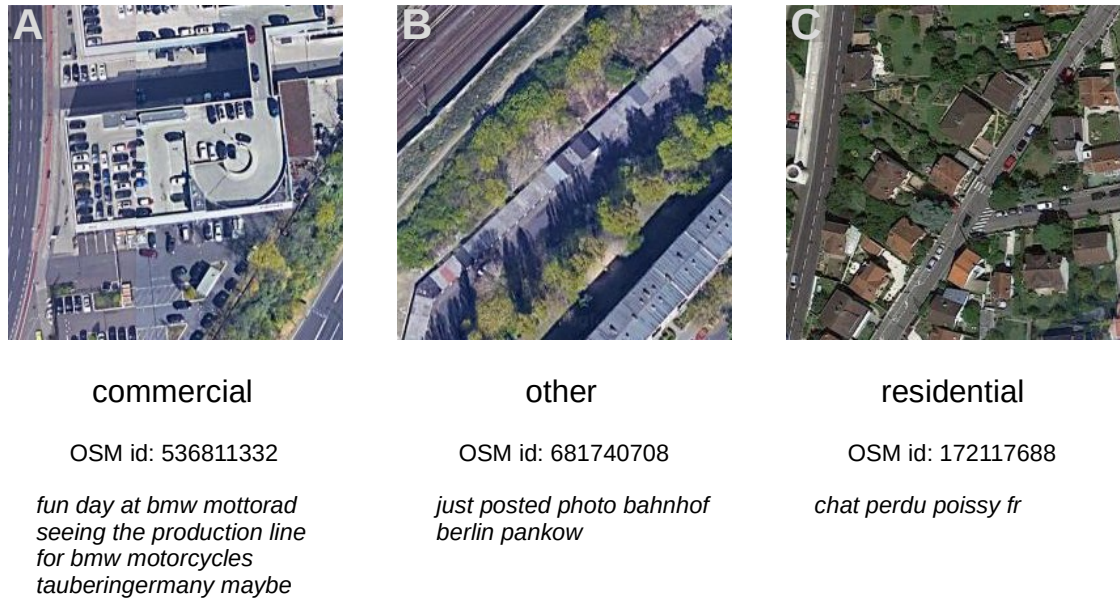 A
B
C
commercial
other
residential
OSM id: 536811332
OSM id: 681740708
OSM id: 172117688
fun day at bmw mottorad
seeing the production line
for bmw motorcycles
tauberingermany maybe
just posted photo bahnhof
berlin pankow
chat perdu poissy fr